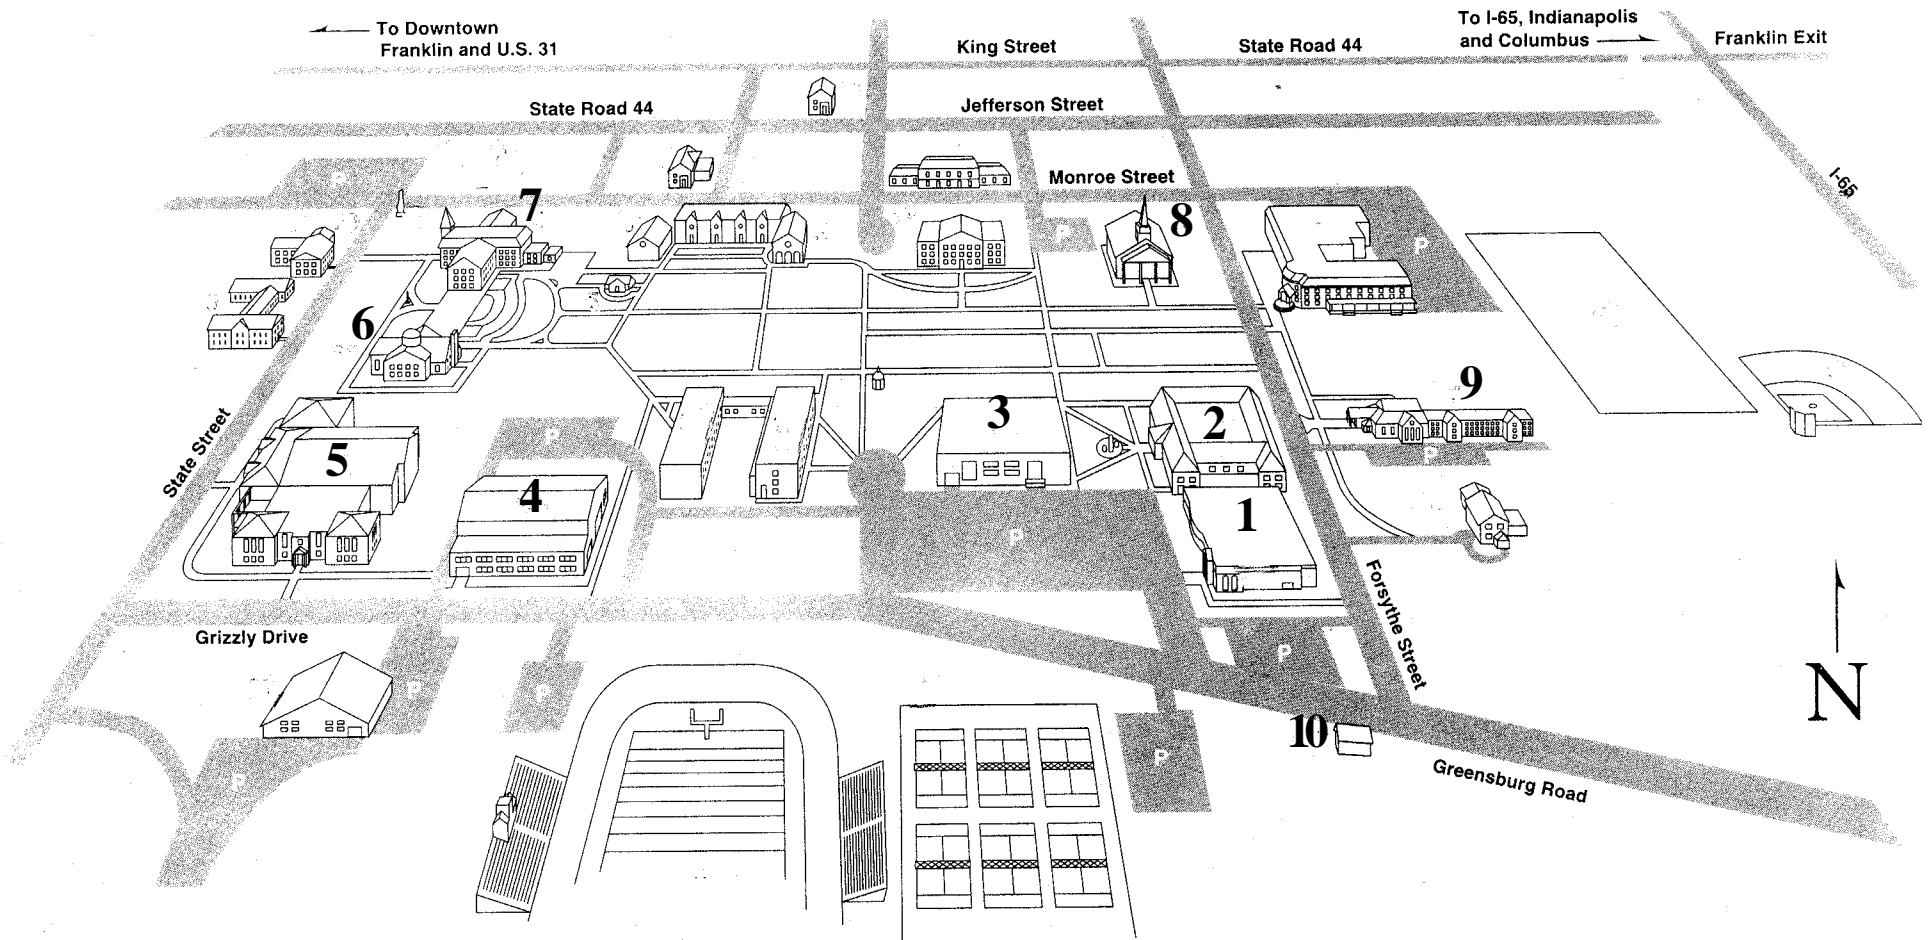 To Downtown
Franklin and U.S. 31
King Street
State Road 44
To I-65, Indianapolis
and Columbus
Franklin Exit
State Road 44
Jefferson Street
Monroe Street
I-65
P
7
8
P
P
6
State Street
9
3
2
P
5
P
4
1
P
Forsythe Street
Grizzly Drive
P
P
P
N
10
P
P
Greensburg Road